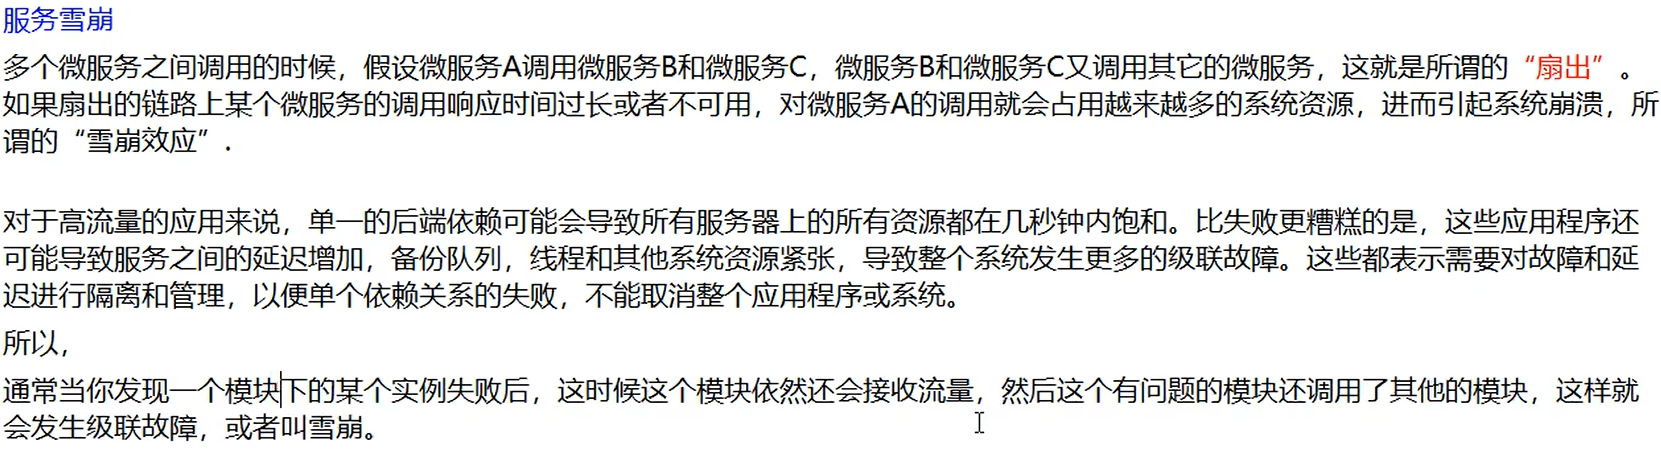 服务雪崩
多个微服务之间调用的时候，假设微服务A调用微服务B和微服务C，微服务B和微服务C又调用其它的微服务，这就是所谓的“扇出”。
如果扇出的链路上某个微服务的调用响应时间过长或者不可用，对微服务A的调用就会占用越来越多的系统资源，进而引起系统崩溃，所
谓的“雪崩效应”.
对于高流量的应用来说，单一的后端依赖可能会导致所有服务器上的所有资源都在几秒钟内饱和。比失败更糟糕的是，这些应用程序还
可能导致服务之间的延迟增加，备份队列，线程和其他系统资源紧张，导致整个系统发生更多的级联故障。这些都表示需要对故障和延
迟进行隔离和管理，以便单个依赖关系的失败，不能取消整个应用程序或系统。
所以，
通常当你发现一个模块下的某个实例失败后，这时候这个模块依然还会接收流量，然后这个有问题的模块还调用了其他的模块，这样就
会发生级联故障，或者叫雪崩。